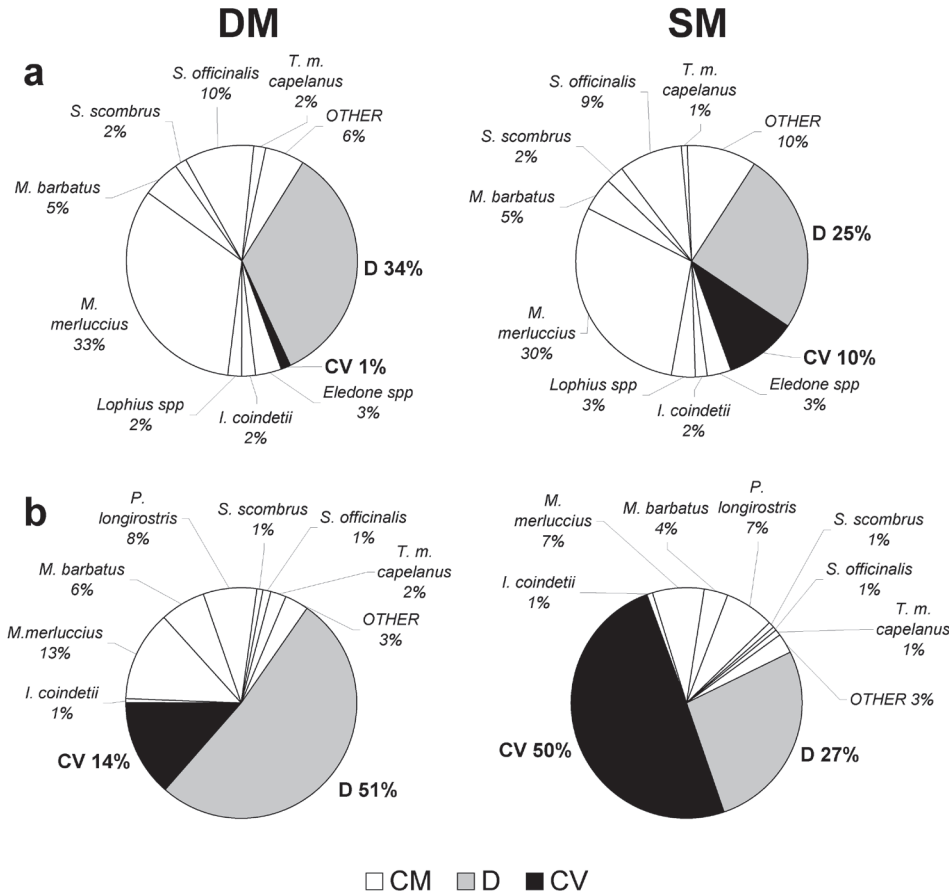 DM
SM
a
S. officinalis
10%
T. m.
capelanus
2%
S. scombrus
2%
OTHER
6%
M. barbatus
5%
D 34%
M.
merluccius
33%
CV 1%
Lophius spp
2%
I. coindetii
2%
Eledone spp
3%
S. officinalis
9%
T. m.
capelanus
1%
S. scombrus
2%
OTHER
10%
M. barbatus
5%
D 25%
M.
merluccius
30%
CV 10%
Lophius spp
3%
I. coindetii
2%
Eledone spp
3%
b
P.
longirostris
8%
S. scombrus
1%
S. officinalis
1%
M. barbatus
6%
T. m.
capelanus
2%
OTHER
3%
M.merluccius
13%
I. coindetii
1%
CV 14%
D 51%
M.
merluccius
7%
M. barbatus
4%
P.
longirostris
7%
S. scombrus
1%
I. coindetii
1%
S. officinalis
1%
T. m.
capelanus
1%
OTHER 3%
CV 50%
D 27%
CM D CV